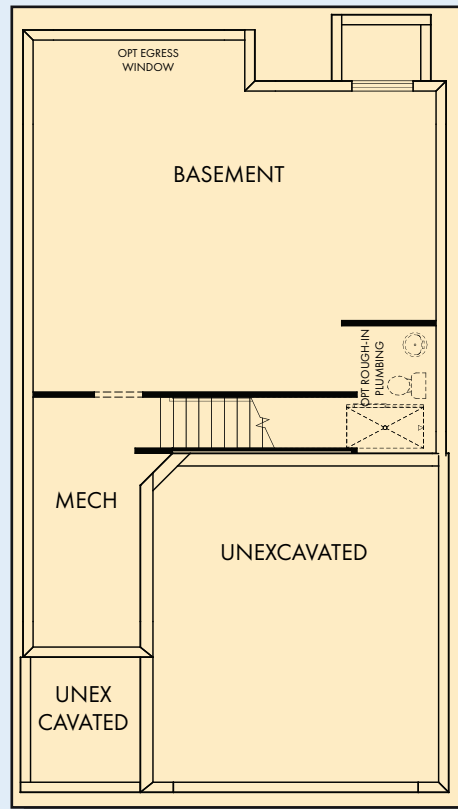 OPT EGRESS
WINDOW
BASEMENT
OPT ROUGH-IN
PLUMBING
MECH
UNEXCAVATED
UNEX
CAVATED